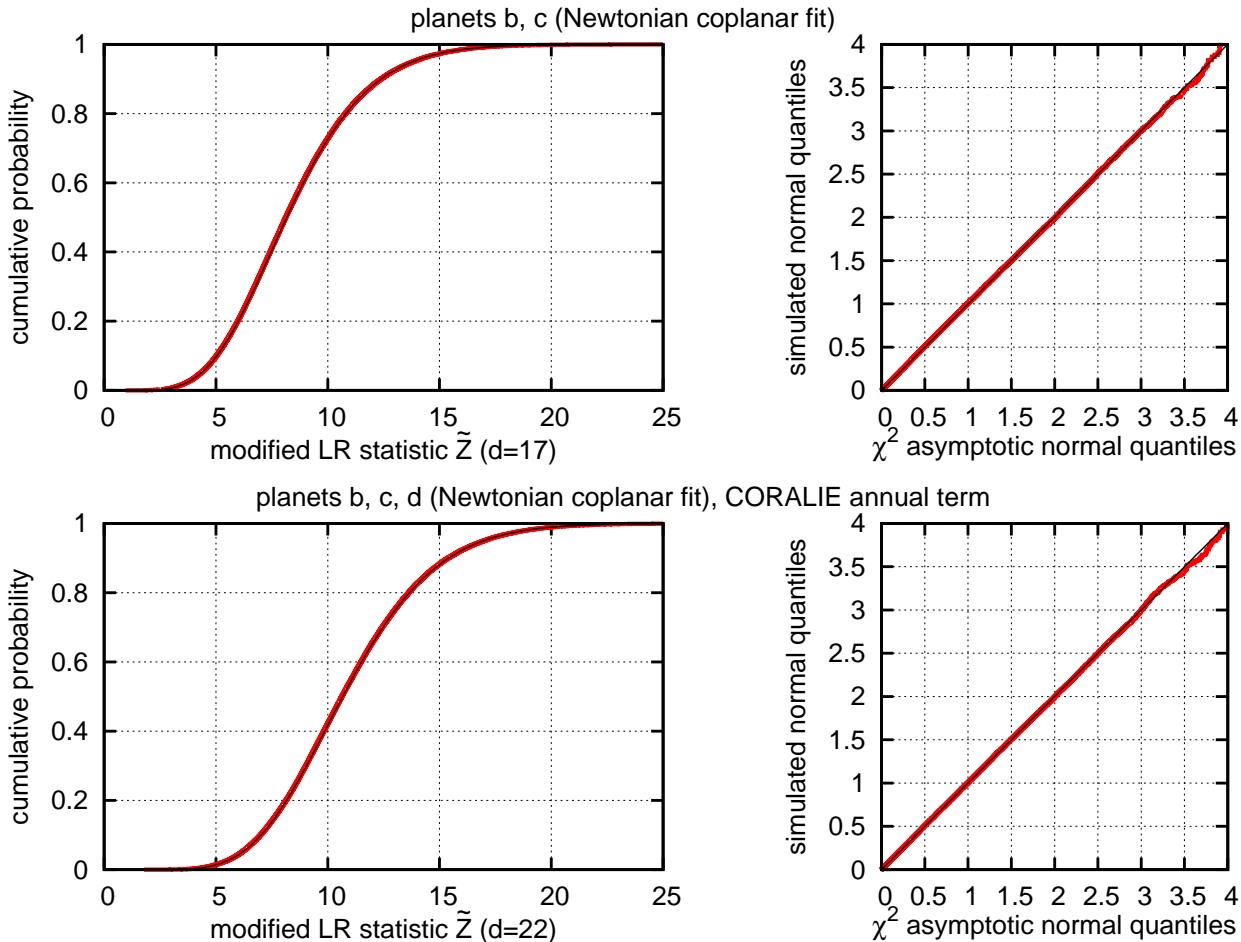 planets b, c (Newtonian coplanar fit)
cumulative probability
1
0.8
0.6
0.4
0.2
0
0 5 10 15 20 25
modified LR statistic Z̃ (d=17)
simulated normal quantiles
4
3.5
3
2.5
2
1.5
1
0.5
0
0 0.5 1 1.5 2 2.5 3 3.5 4
χ² asymptotic normal quantiles
planets b, c, d (Newtonian coplanar fit), CORALIE annual term
cumulative probability
1
0.8
0.6
0.4
0.2
0
0 5 10 15 20 25
modified LR statistic Z̃ (d=22)
simulated normal quantiles
4
3.5
3
2.5
2
1.5
1
0.5
0
0 0.5 1 1.5 2 2.5 3 3.5 4
χ² asymptotic normal quantiles